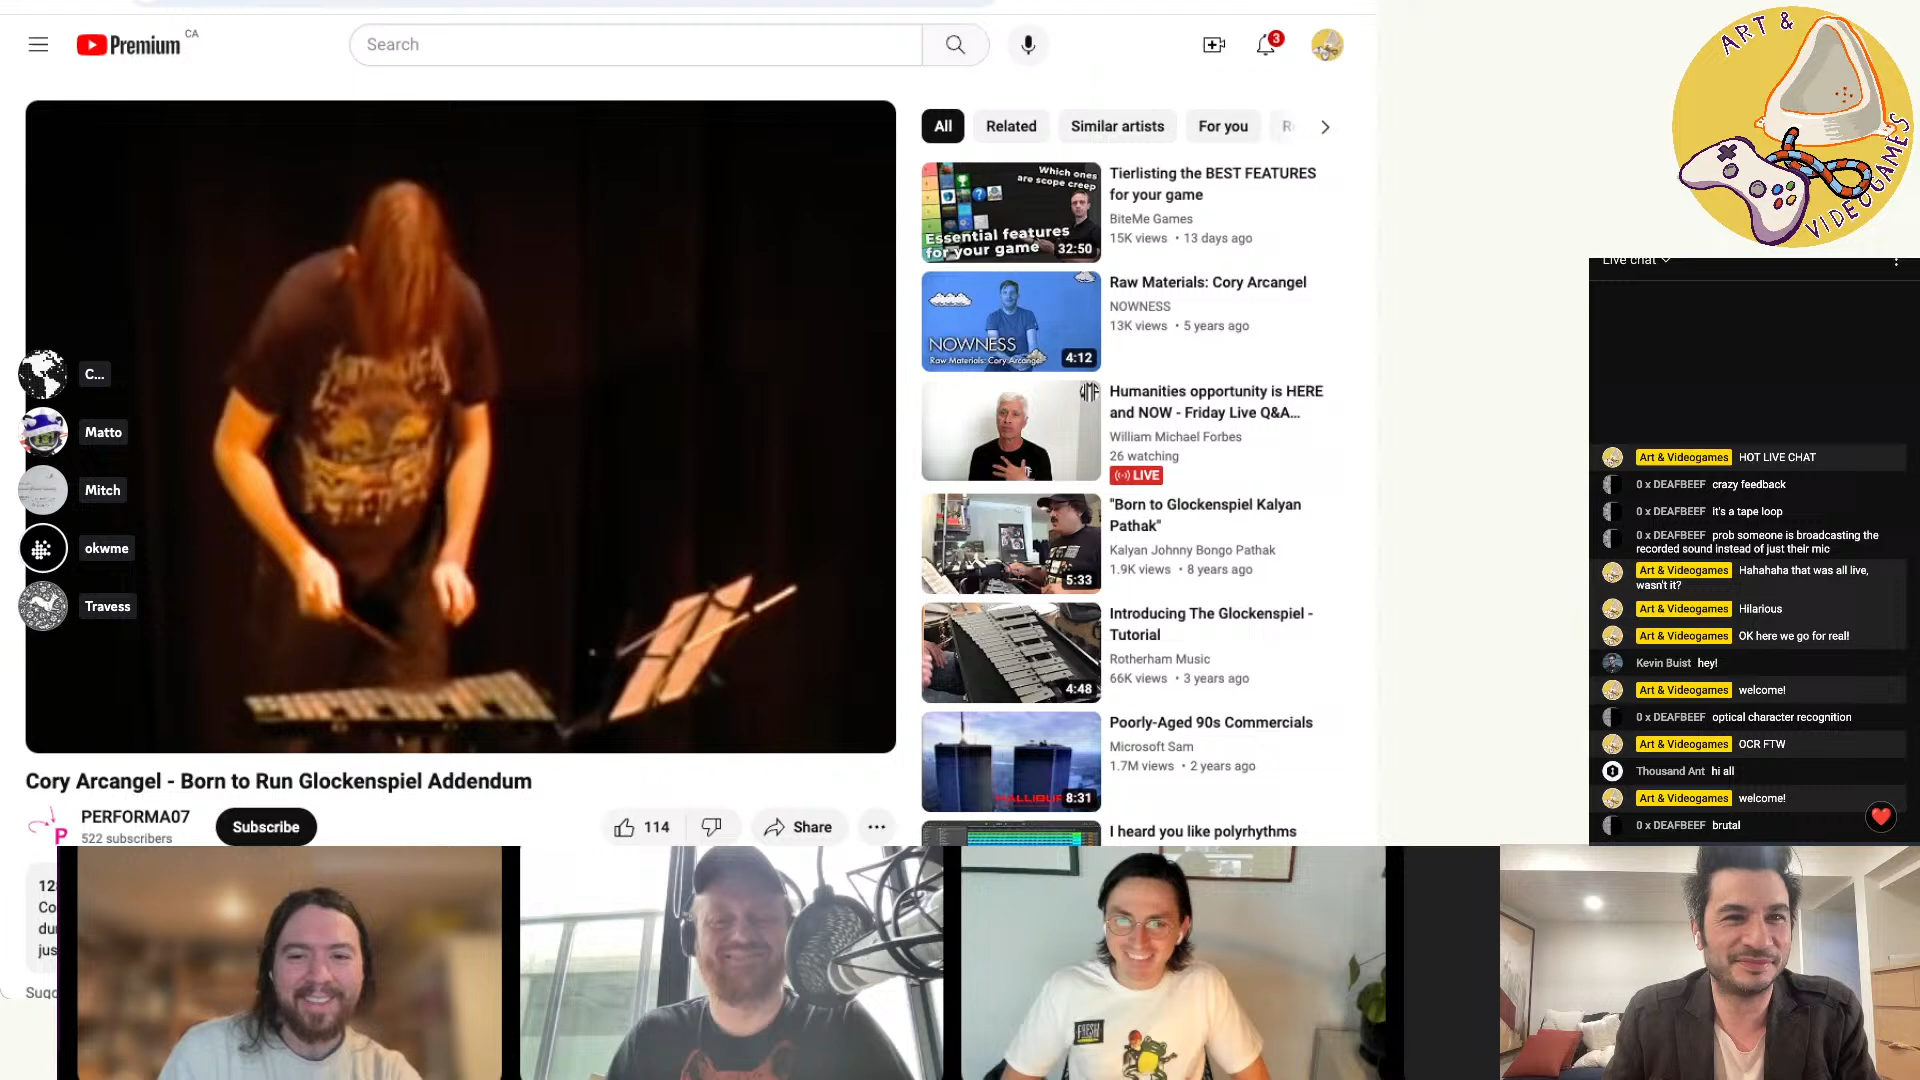 Premium
CA
Search
3
All
Related
Similar artists
For you
Tierlisting the BEST FEATURES
for your game
BiteMe Games
15K views • 13 days ago
Which ones
are scope creep
Essential features
for your game
32:50
Raw Materials: Cory Arcangel
NOWNESS
13K views • 5 years ago
NOWNESS
Raw Materials: Cory Arcangel
4:12
Humanities opportunity is HERE
and NOW - Friday Live Q&A...
William Michael Forbes
26 watching
LIVE
"Born to Glockenspiel Kalyan
Pathak"
Kalyan Johnny Bongo Pathak
1.9K views • 8 years ago
5:33
Introducing The Glockenspiel -
Tutorial
Rotherham Music
66K views • 3 years ago
4:48
Poorly-Aged 90s Commercials
Microsoft Sam
1.7M views • 2 years ago
8:31
I heard you like polyrhythms
C...
Matto
Mitch
okwme
Travess
Cory Arcangel - Born to Run Glockenspiel Addendum
PERFORMA07
522 subscribers
Subscribe
114
Share
ART &
VIDEOGAMES
Live chat
Art & Videogames HOT LIVE CHAT
0 x DEAFBEEF crazy feedback
0 x DEAFBEEF it's a tape loop
0 x DEAFBEEF prob someone is broadcasting the
recorded sound instead of just their mic
Art & Videogames Hahahaha that was all live,
wasn't it?
Art & Videogames Hilarious
Art & Videogames OK here we go for real!
Kevin Buist hey!
Art & Videogames welcome!
0 x DEAFBEEF optical character recognition
Art & Videogames OCR FTW
Thousand Ant hi all
Art & Videogames welcome!
0 x DEAFBEEF brutal
FRESH